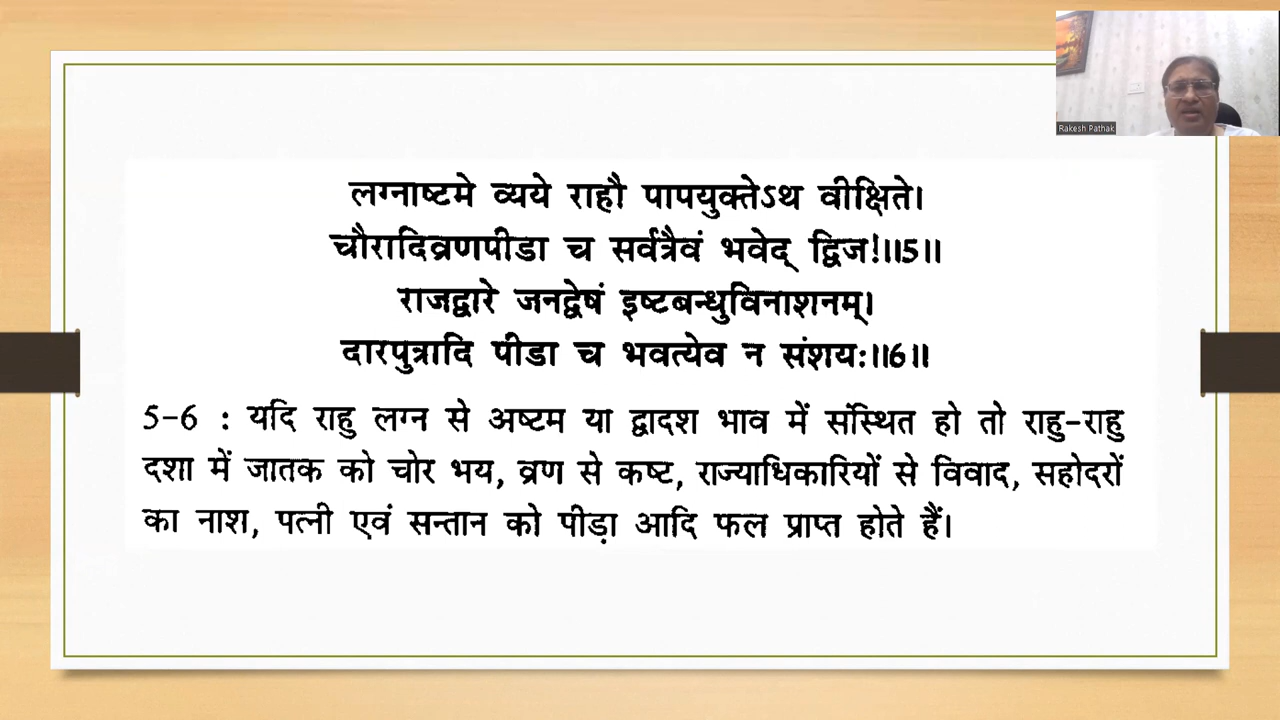 Rakesh Pathak
लग्नाष्टमे व्यये राहौ पापयुक्तेऽथ वीक्षिते।
चौरादिव्रणपीडा च सर्वत्रैवं भवेद् द्विज!॥5॥
राजद्वारे जनद्वेषं इष्टबन्धुविनाशनम्।
दारपुत्रादि पीडा च भवत्येव न संशयः॥6॥
5-6 : यदि राहु लग्न से अष्टम या द्वादश भाव में संस्थित हो तो राहु-राहु
दशा में जातक को चोर भय, व्रण से कष्ट, राज्याधिकारियों से विवाद, सहोदरों
का नाश, पत्नी एवं सन्तान को पीड़ा आदि फल प्राप्त होते हैं।